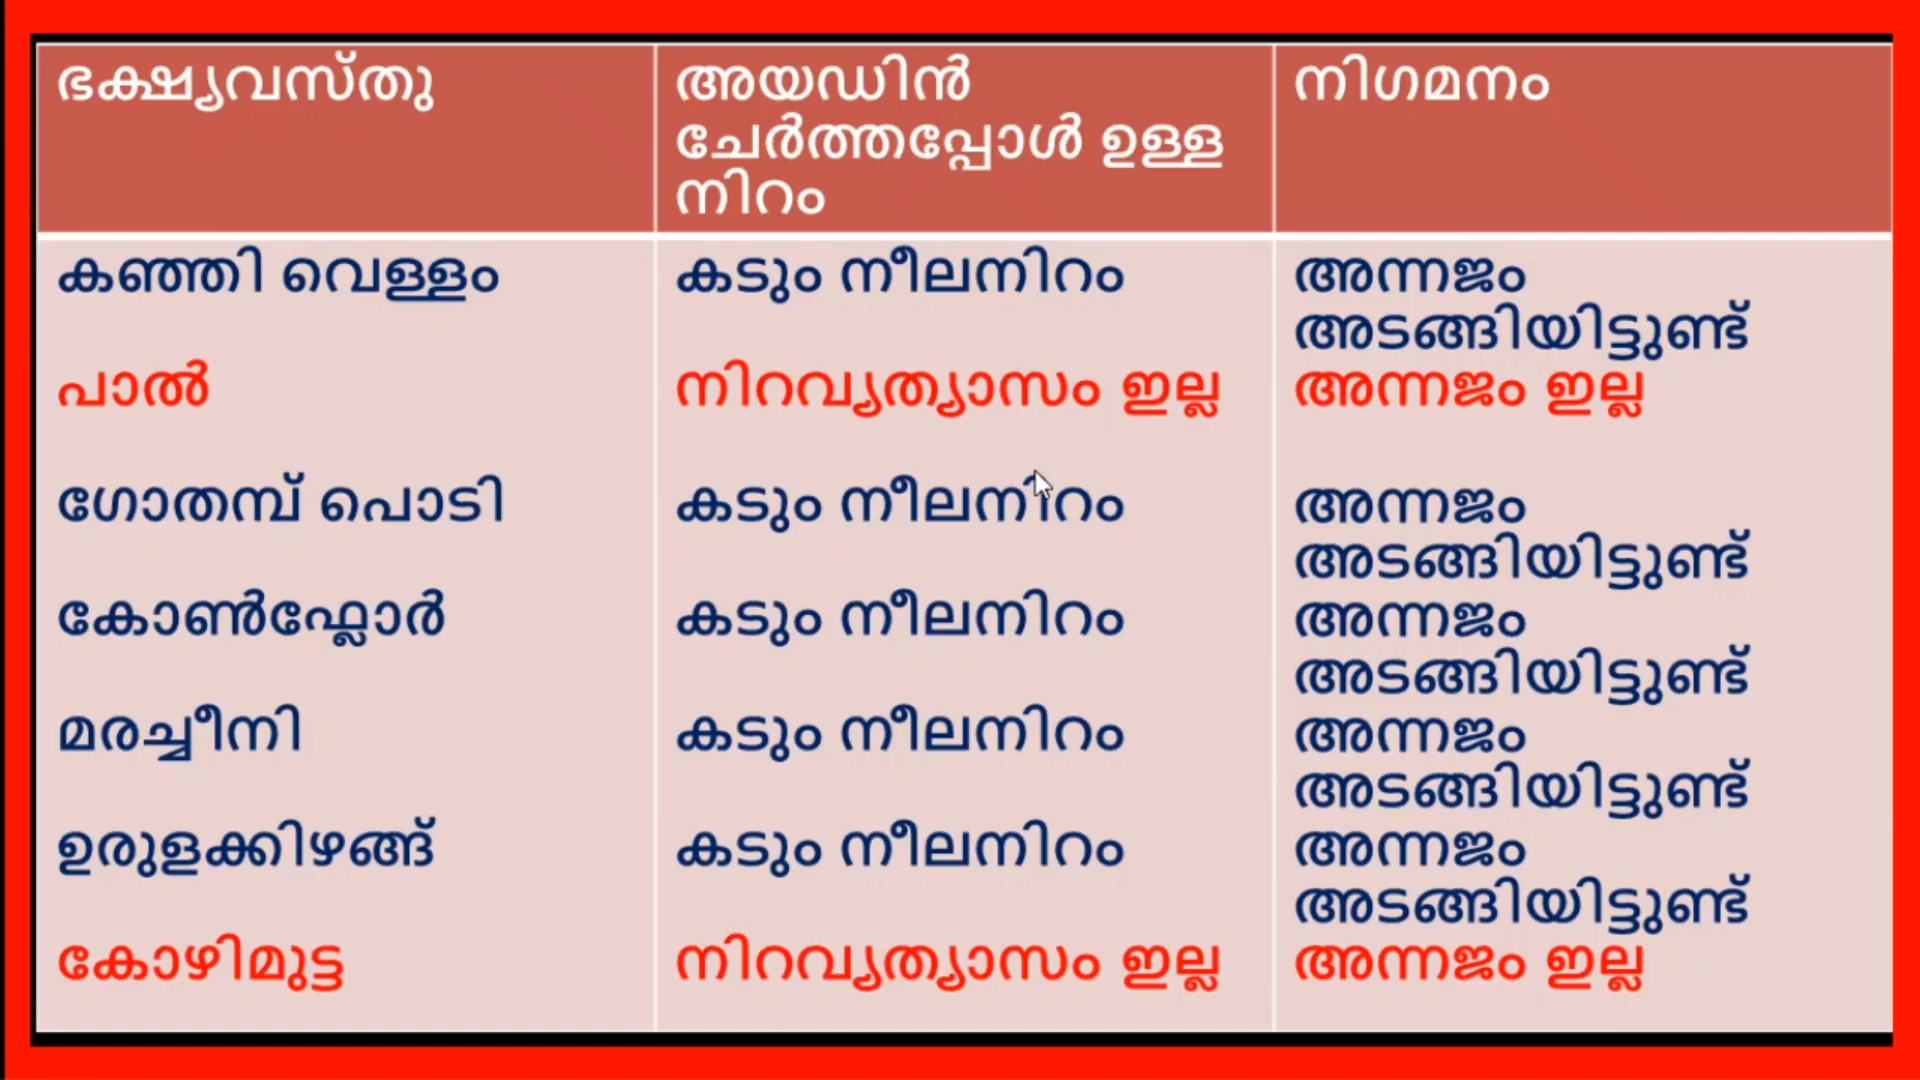 ഭക്ഷ്യവസ്തു
അയഡിൻ
ചേർത്തപ്പോൾ ഉള്ള
നിറം
നിഗമനം
കഞ്ഞി വെള്ളം
കടും നീലനിറം
അന്നജം
അടങ്ങിയിട്ടുണ്ട്
പാൽ
നിറവ്യത്യാസം ഇല്ല
അന്നജം ഇല്ല
ഗോതമ്പ് പൊടി
കടും നീലനിറം
അന്നജം
അടങ്ങിയിട്ടുണ്ട്
കോൺഫ്ലോർ
കടും നീലനിറം
അന്നജം
അടങ്ങിയിട്ടുണ്ട്
മരച്ചീനി
കടും നീലനിറം
അന്നജം
അടങ്ങിയിട്ടുണ്ട്
ഉരുളക്കിഴങ്ങ്
കടും നീലനിറം
അന്നജം
അടങ്ങിയിട്ടുണ്ട്
കോഴിമുട്ട
നിറവ്യത്യാസം ഇല്ല
അന്നജം ഇല്ല